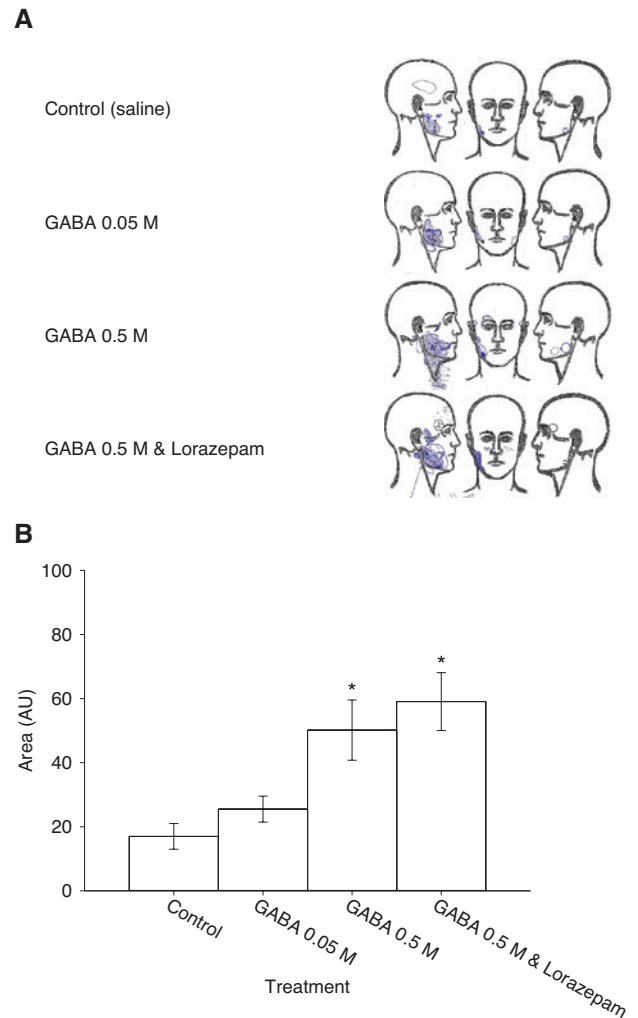 A
Control (saline)
GABA 0.05 M
GABA 0.5 M
GABA 0.5 M & Lorazepam
B
100
80
60
40
20
0
Area (AU)
*
*
Control
GABA 0.05 M
GABA 0.5 M
GABA 0.5 M & Lorazepam
Treatment